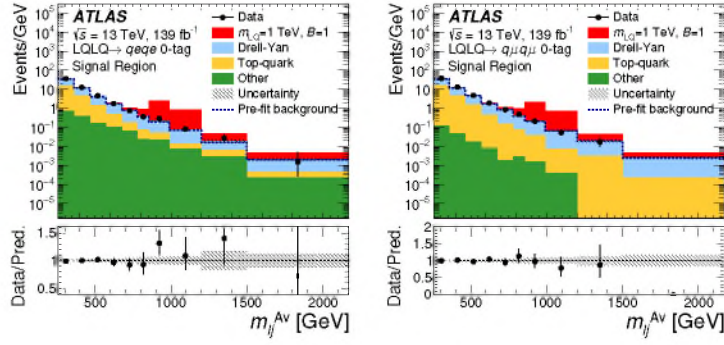 ATLAS
√s = 13 TeV, 139 fb⁻¹
LQLQ→ qeqe 0-tag
Signal Region
Data
m_LQ=1 TeV, B=1
Drell-Yan
Top-quark
Other
Uncertainty
Pre-fit background
Events/GeV
10⁵
10⁴
10³
10²
10
1
10⁻¹
10⁻²
10⁻³
10⁻⁴
10⁻⁵
Data/Pred.
1.5
1
0.5
500 1000 1500 2000
m_lj^Av [GeV]
ATLAS
√s = 13 TeV, 139 fb⁻¹
LQLQ→ qμqμ 0-tag
Signal Region
Data
m_LQ=1 TeV, B=1
Drell-Yan
Top-quark
Other
Uncertainty
Pre-fit background
Events/GeV
10⁵
10⁴
10³
10²
10
1
10⁻¹
10⁻²
10⁻³
10⁻⁴
10⁻⁵
Data/Pred.
2
1.5
1
0.5
0
500 1000 1500 2000
m_lj^Av [GeV]